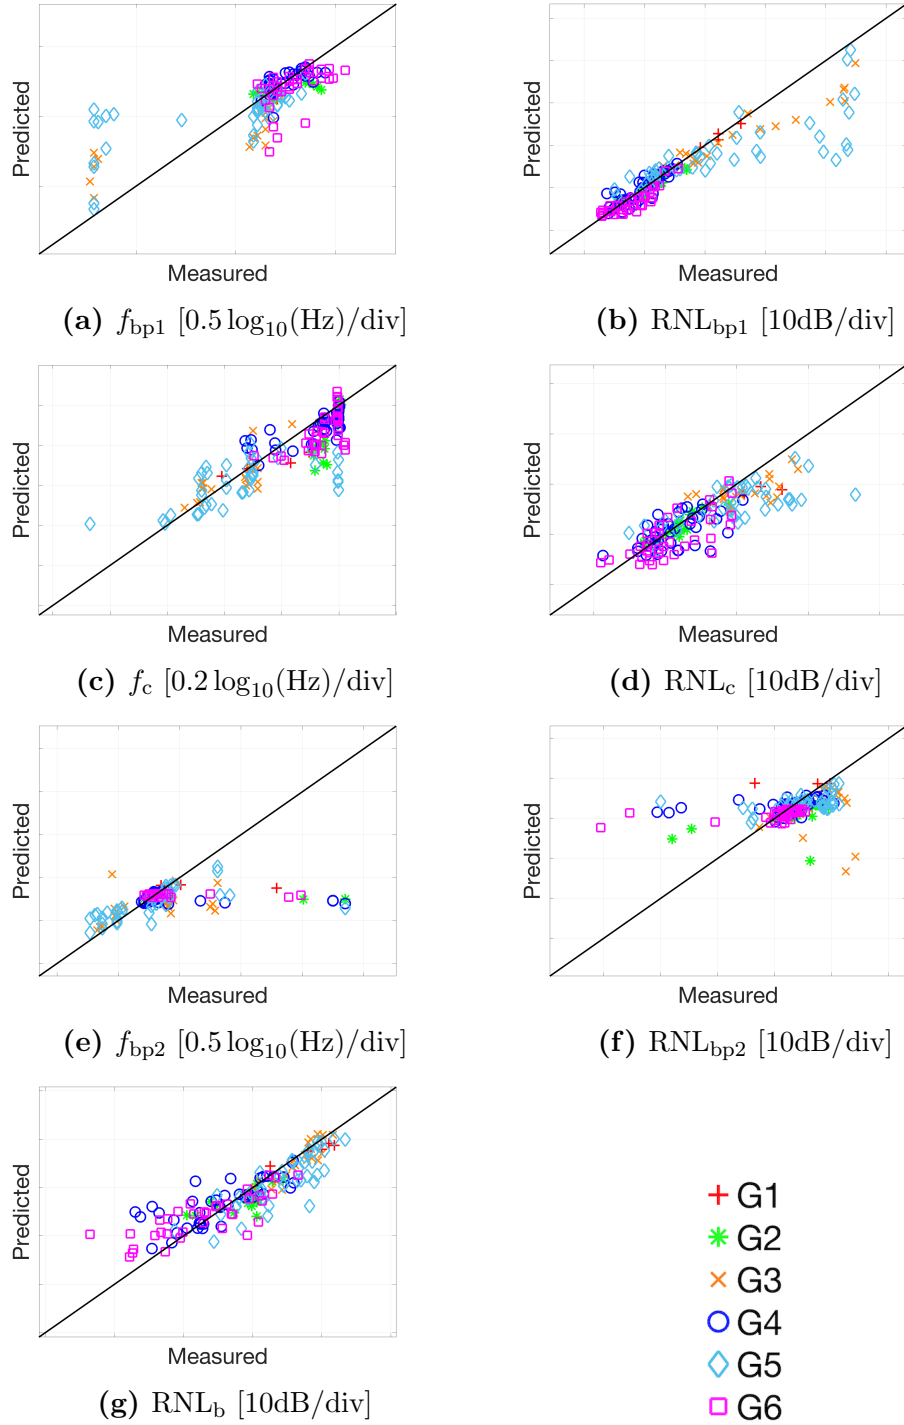 Predicted
Predicted
Measured
Measured
(a) f_bp1 [0.5 log_10(Hz)/div]
(b) RNL_bp1 [10dB/div]
Predicted
Predicted
Measured
Measured
(c) f_c [0.2 log_10(Hz)/div]
(d) RNL_c [10dB/div]
Predicted
Predicted
Measured
Measured
(e) f_bp2 [0.5 log_10(Hz)/div]
(f) RNL_bp2 [10dB/div]
Predicted
Measured
(g) RNL_b [10dB/div]
G1
G2
G3
G4
G5
G6